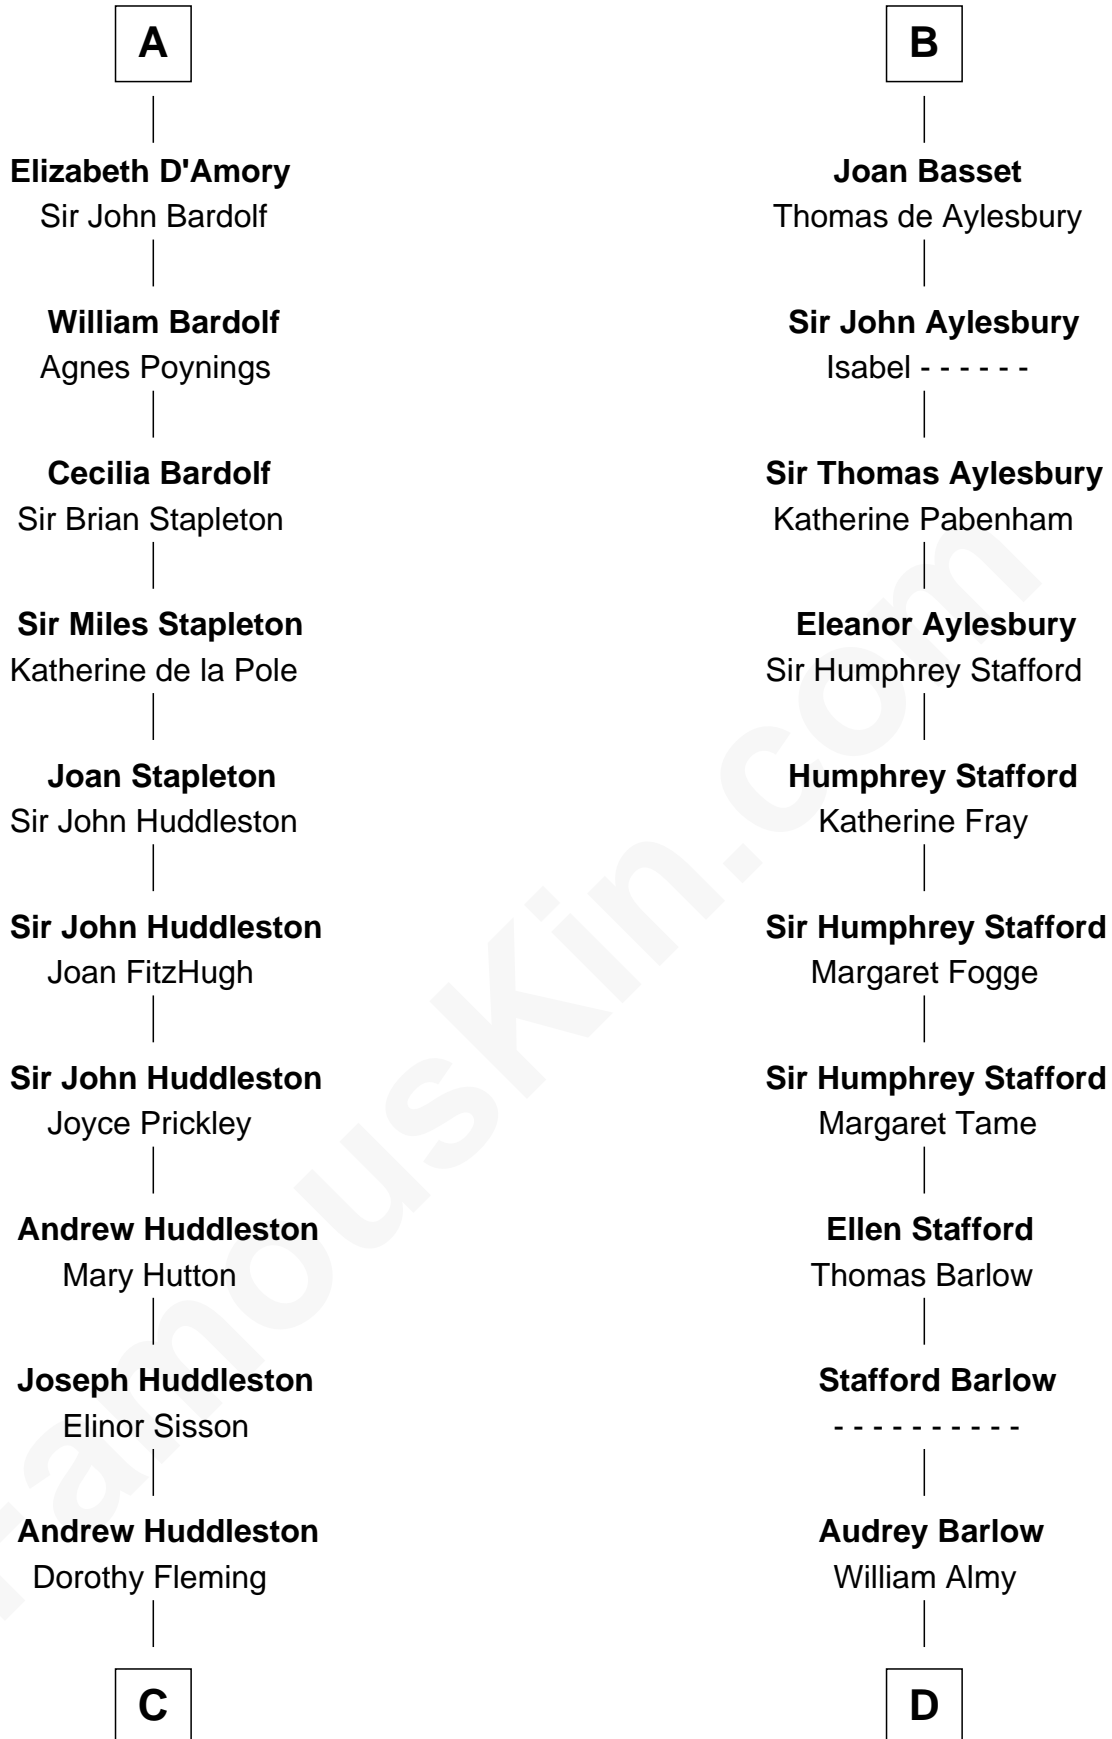 A
Elizabeth D'Amory
Sir John Bardolf
William Bardolf
Agnes Poynings
Cecilia Bardolf
Sir Brian Stapleton
Sir Miles Stapleton
Katherine de la Pole
Joan Stapleton
Sir John Huddleston
Sir John Huddleston
Joan FitzHugh
Sir John Huddleston
Joyce Prickley
Andrew Huddleston
Mary Hutton
Joseph Huddleston
Elinor Sisson
Andrew Huddleston
Dorothy Fleming
C
B
Joan Basset
Thomas de Aylesbury
Sir John Aylesbury
Isabel - - - - - -
Sir Thomas Aylesbury
Katherine Pabenham
Eleanor Aylesbury
Sir Humphrey Stafford
Humphrey Stafford
Katherine Fray
Sir Humphrey Stafford
Margaret Fogge
Sir Humphrey Stafford
Margaret Tame
Ellen Stafford
Thomas Barlow
Stafford Barlow
- - - - - - - - - -
Audrey Barlow
William Almy
D
FamousKin.com